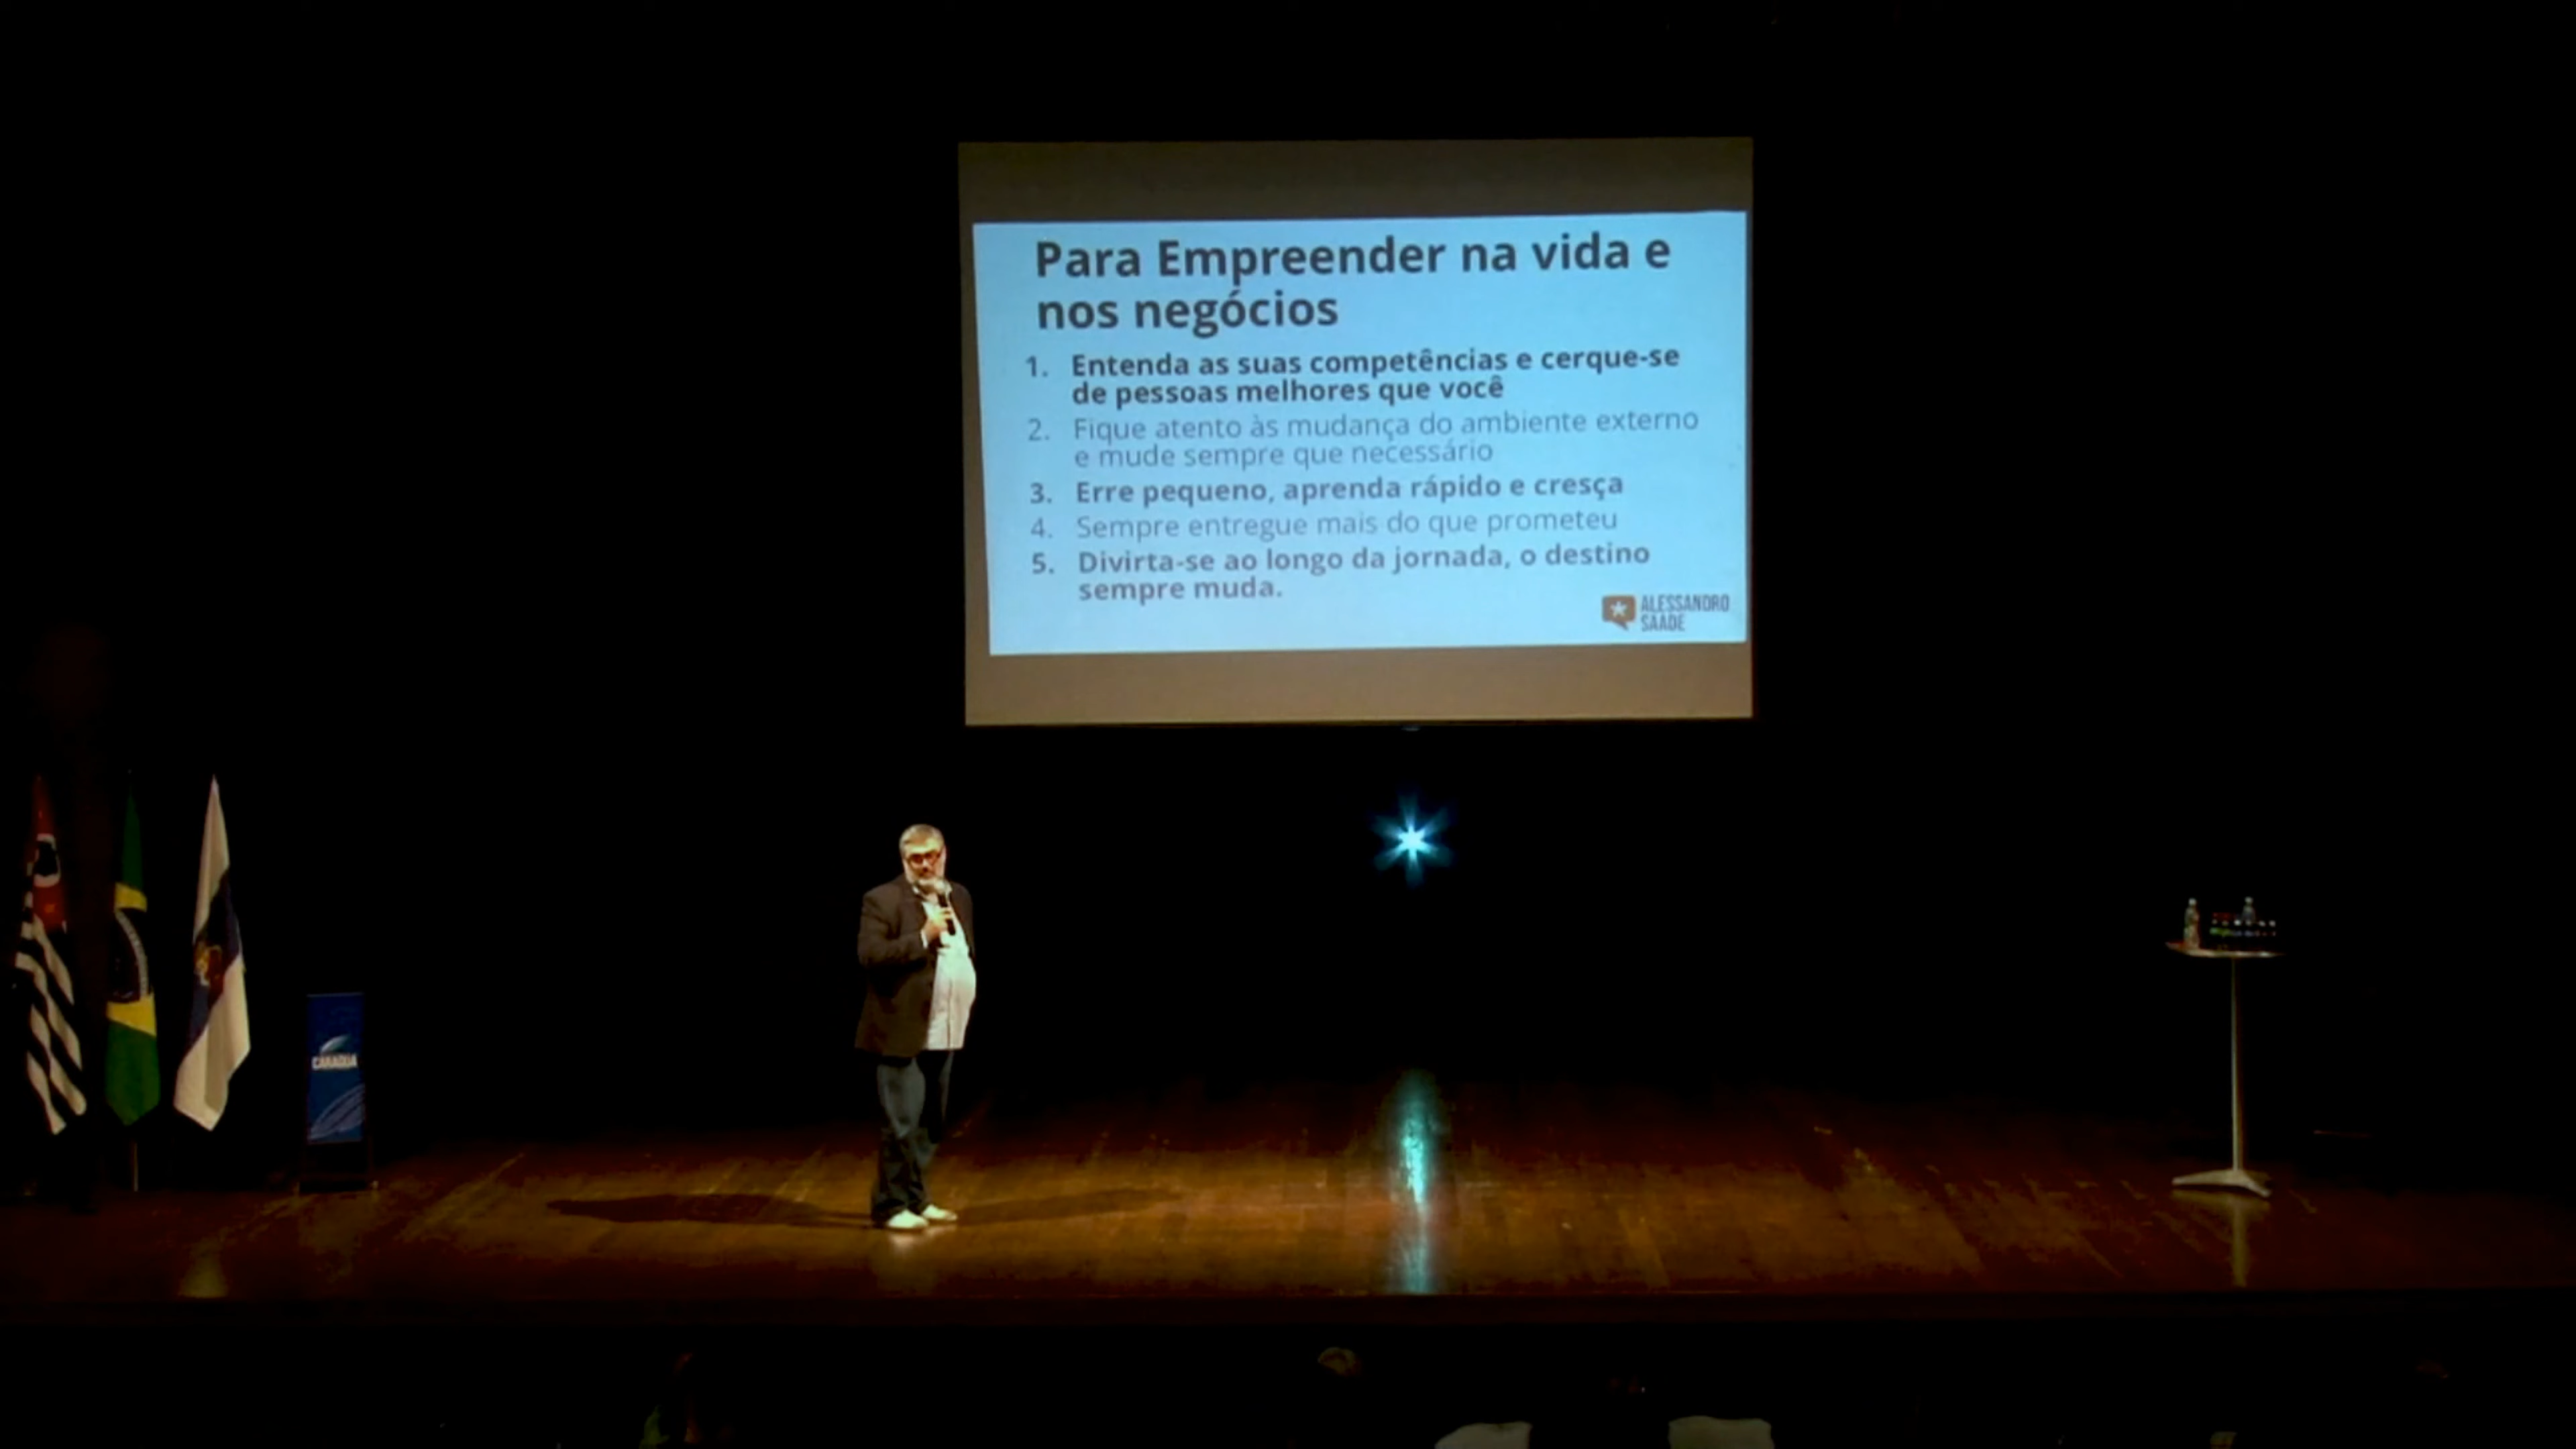 Para Empreender na vida e
nos negócios
1. Entenda as suas competências e cerque-se
de pessoas melhores que você
2. Fique atento às mudança do ambiente externo
e mude sempre que necessário
3. Erre pequeno, aprenda rápido e cresça
4. Sempre entregue mais do que prometeu
5. Divirta-se ao longo da jornada, o destino
sempre muda.
ALESSANDRO
SAADE
CARAGUÁ